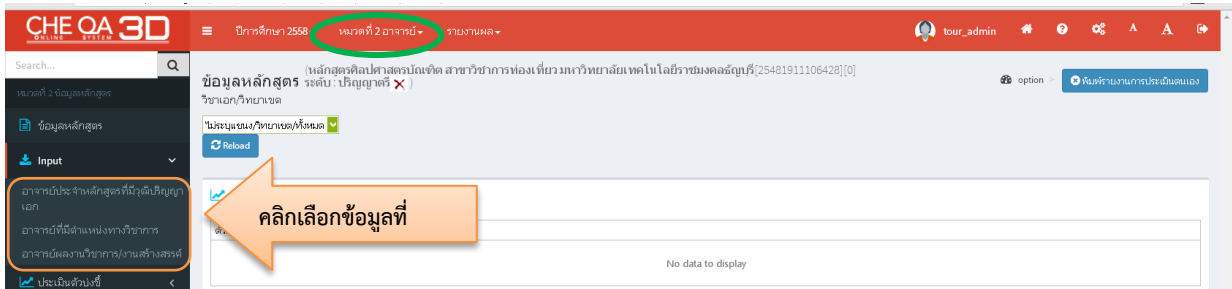 CHE QA 3D
ONLINE SYSTEM
ปีการศึกษา 2558
หมวดที่ 2 อาจารย์
รายงานผล
tour_admin
A
A
Search...
หมวดที่ 2 ข้อมูลหลักสูตร
ข้อมูลหลักสูตร
Input
อาจารย์ประจำหลักสูตรที่มีวุฒิปริญญา
เอก
อาจารย์ที่มีตำแหน่งทางวิชาการ
อาจารย์ผลงานวิชาการ/งานสร้างสรรค์
ประเมินตัวบ่งชี้
ข้อมูลหลักสูตร (หลักสูตรศิลปศาสตรบัณฑิต สาขาวิชาการท่องเที่ยว มหาวิทยาลัยเทคโนโลยีราชมงคลธัญบุรี[25481911106428][0]
ระดับ : ปริญญาตรี )
วิชาเอก/วิทยาเขต
option >
พิมพ์รายงานการประเมินตนเอง
ไม่ระบุแขนง/วิทยาเขต/ทั้งหมด
Reload
คลิกเลือกข้อมูลที่
No data to display